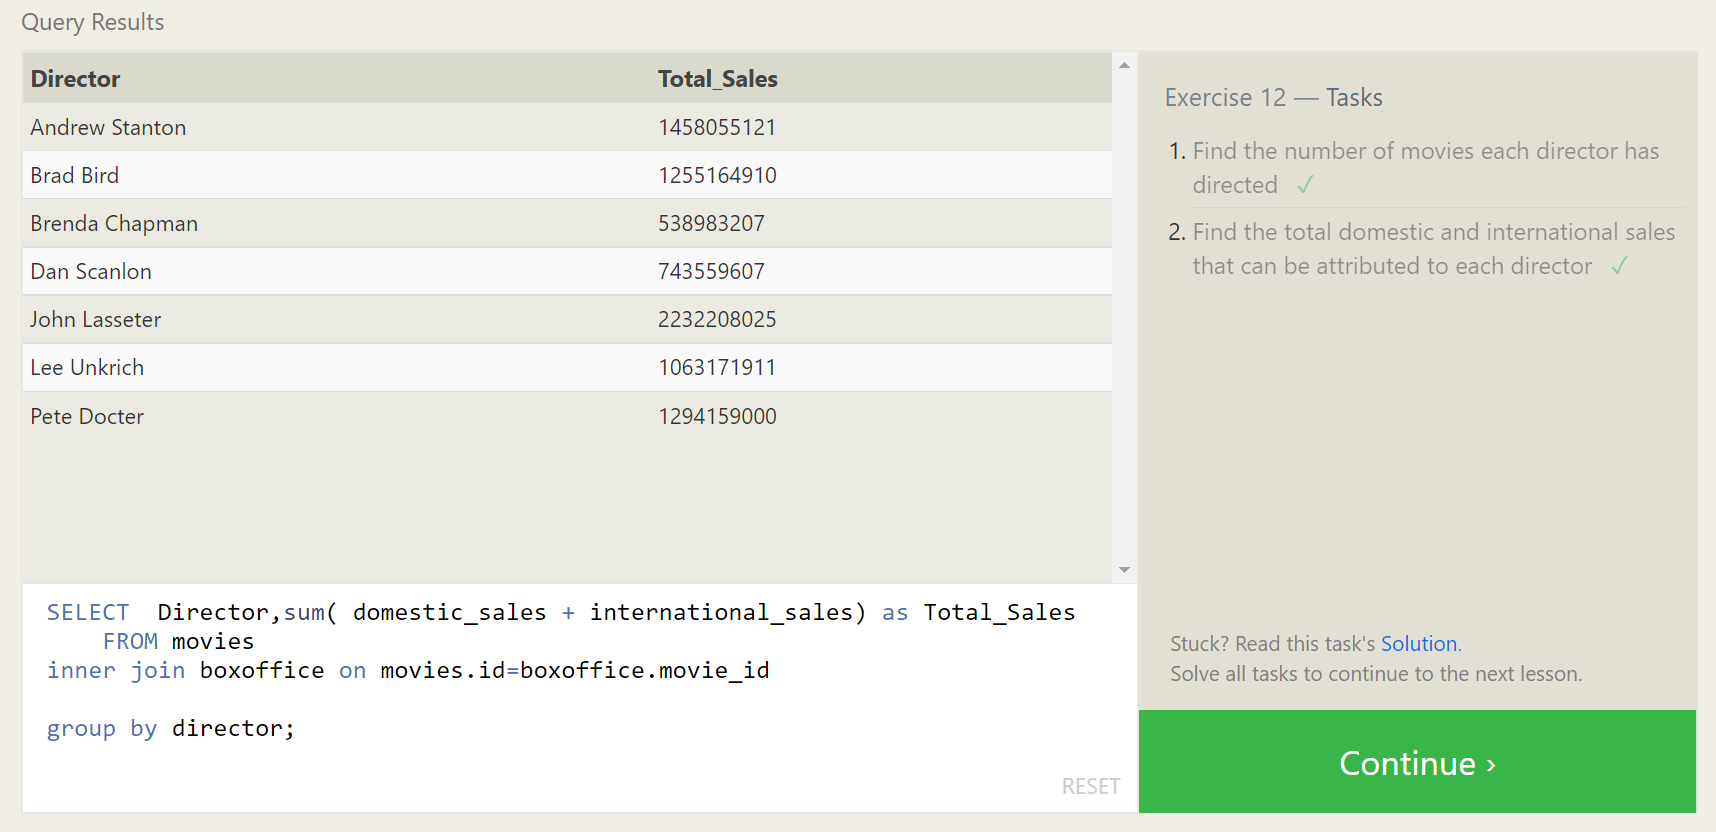 Query Results
Director Total_Sales
Andrew Stanton 1458055121
Brad Bird 1255164910
Brenda Chapman 538983207
Dan Scanlon 743559607
John Lasseter 2232208025
Lee Unkrich 1063171911
Pete Docter 1294159000
SELECT  Director,sum( domestic_sales + international_sales) as Total_Sales
    FROM movies
inner join boxoffice on movies.id=boxoffice.movie_id
group by director;
RESET
Exercise 12 — Tasks
1. Find the number of movies each director has
directed ✓
2. Find the total domestic and international sales
that can be attributed to each director ✓
Stuck? Read this task's Solution.
Solve all tasks to continue to the next lesson.
Continue ›